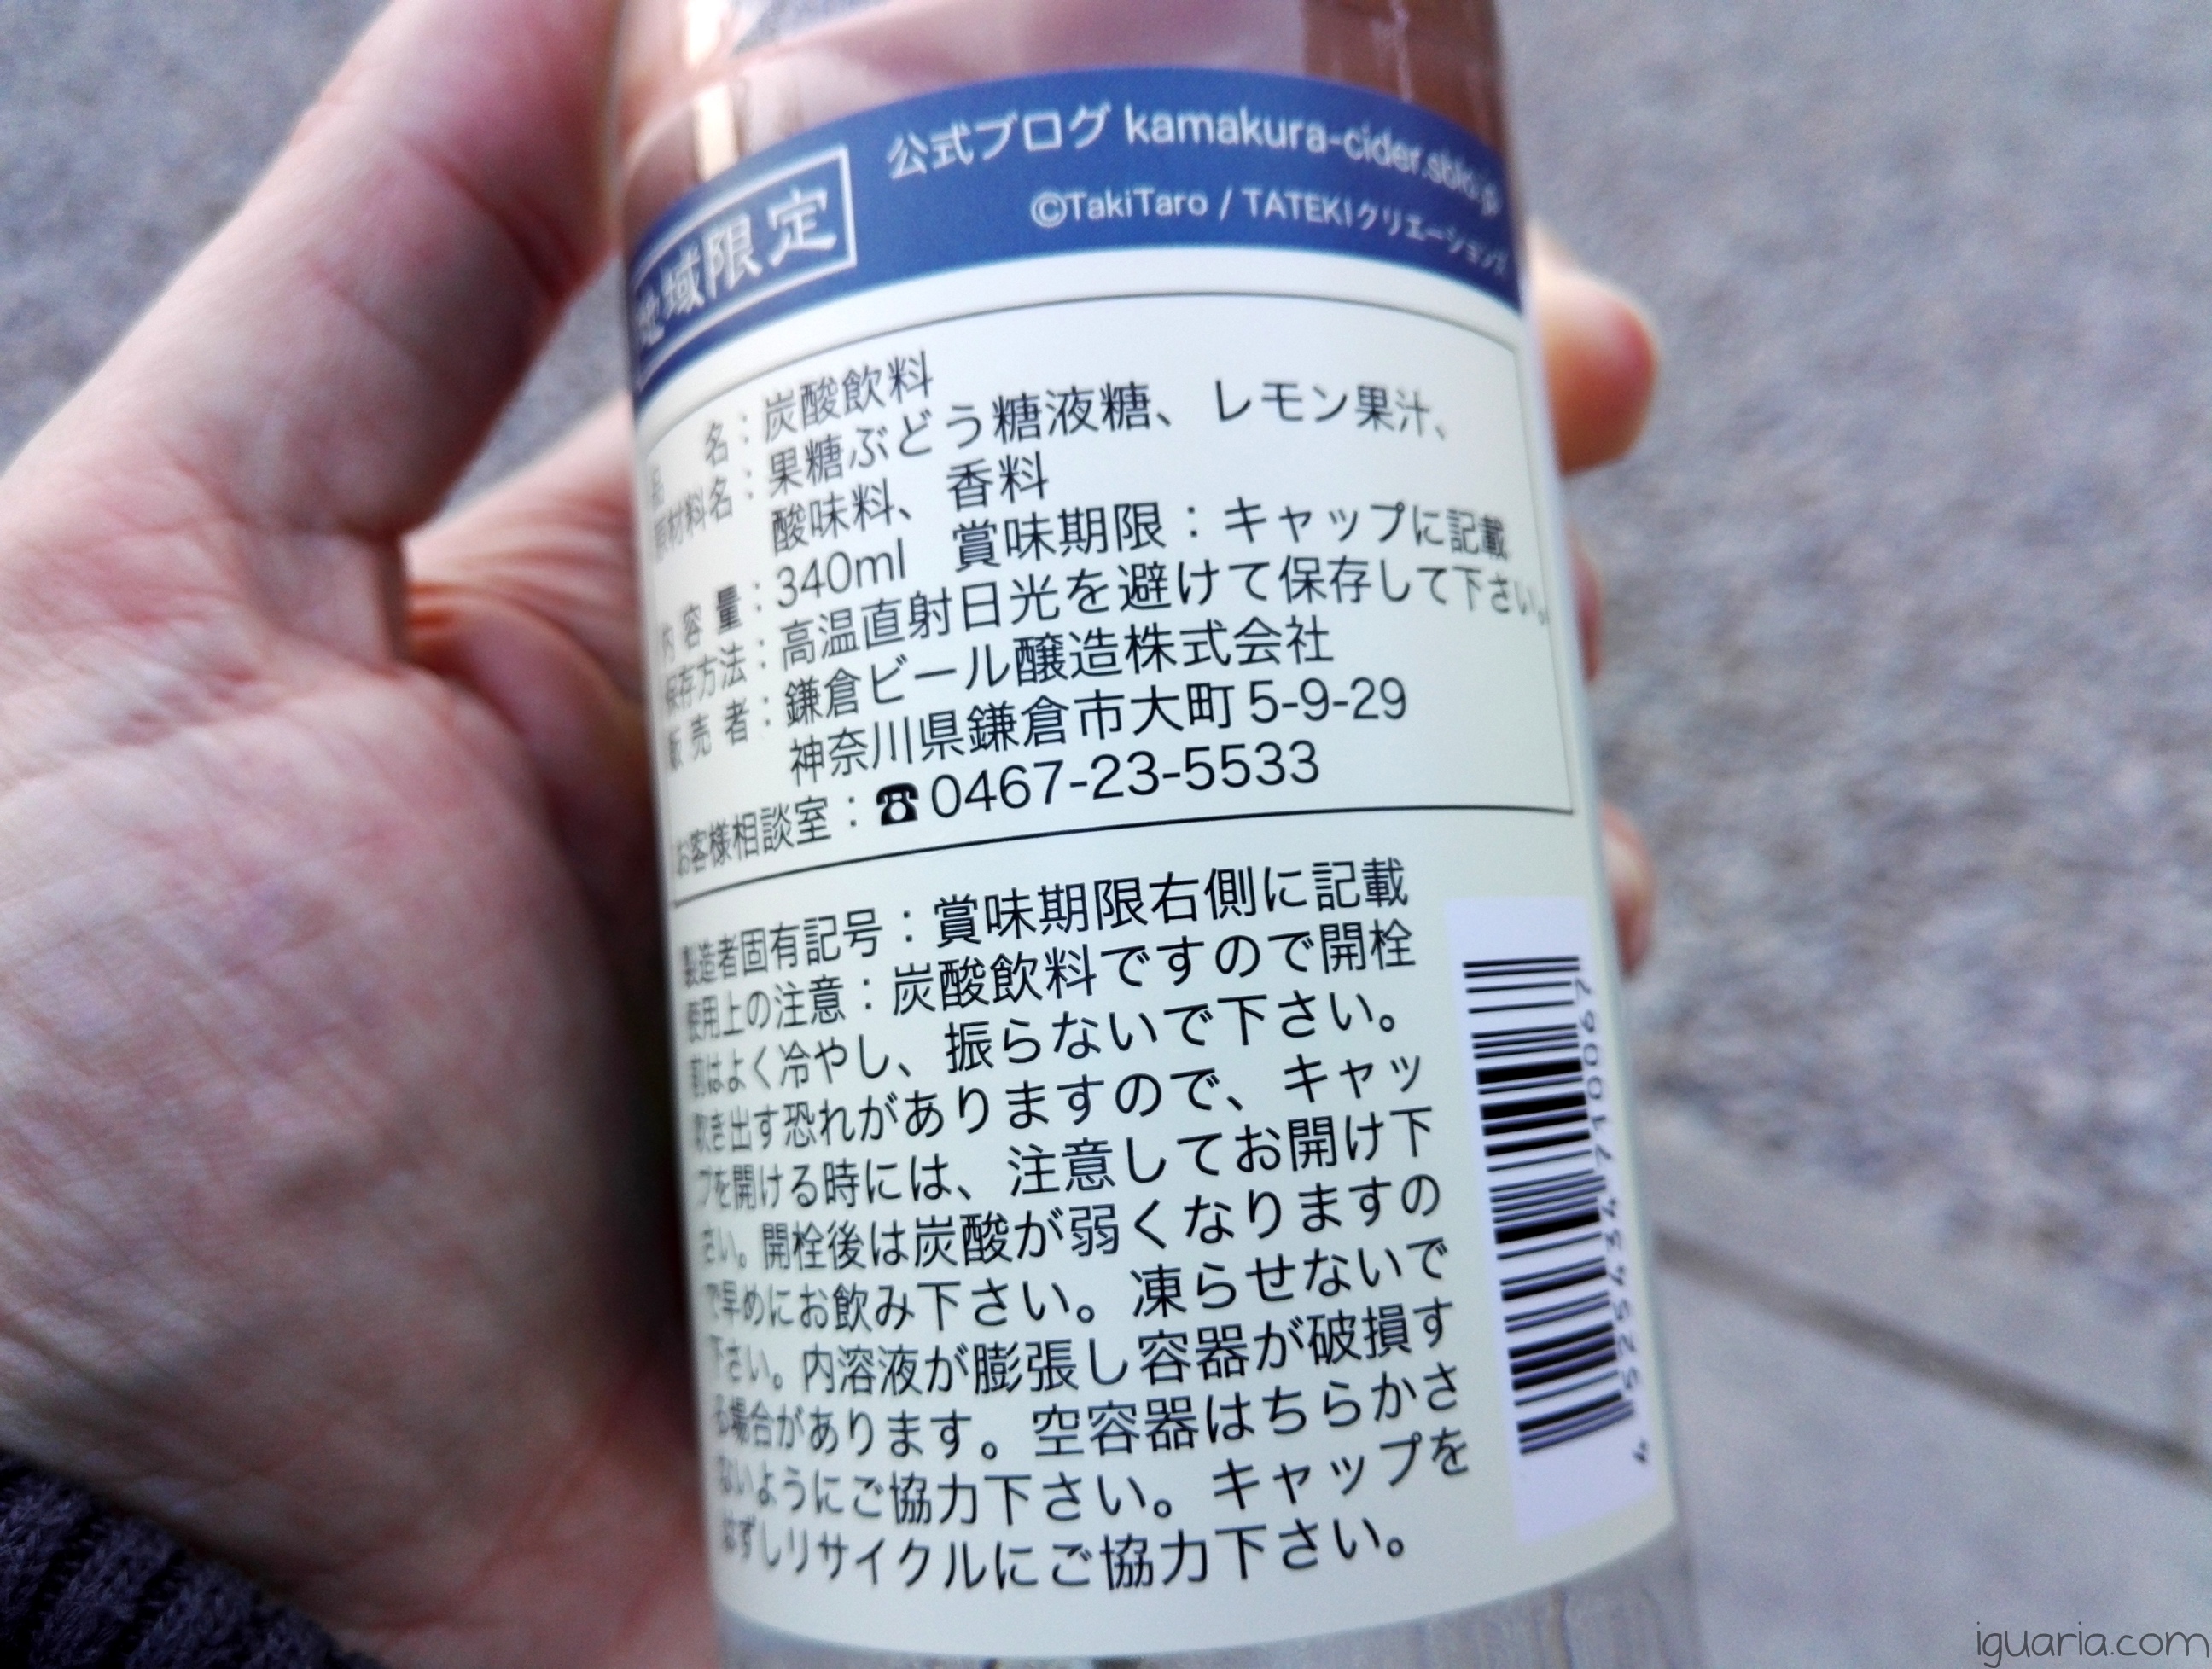 公式ブログ kamakura-cider.sblo.jp
©TakiTaro / TATEKIクリエーションズ
地域限定
品名：炭酸飲料
原材料名：果糖ぶどう糖液糖、レモン果汁、
酸味料、香料
内容量：340ml 賞味期限：キャップに記載
保存方法：高温直射日光を避けて保存して下さい。
販売者：鎌倉ビール醸造株式会社
神奈川県鎌倉市大町5-9-29
お客様相談室：☎0467-23-5533
製造者固有記号：賞味期限右側に記載
使用上の注意：炭酸飲料ですので開栓
前はよく冷やし、振らないで下さい。
吹き出す恐れがありますので、キャッ
プを開ける時には、注意してお開け下
さい。開栓後は炭酸が弱くなりますの
で早めにお飲み下さい。凍らせないで
下さい。内溶液が膨張し容器が破損す
る場合があります。空容器はちらかさ
ないようにご協力下さい。キャップを
はずしリサイクルにご協力下さい。
4525434710067
iguaria.com